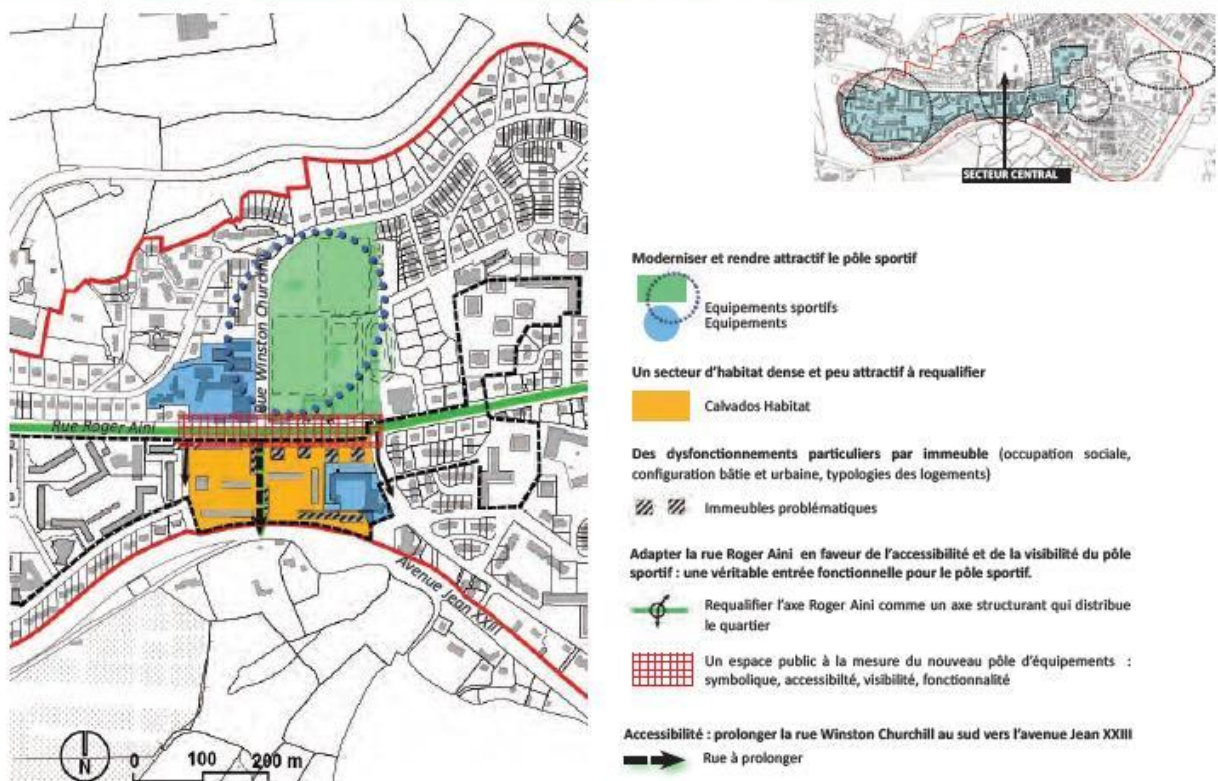 SECTEUR CENTRAL
Rue Winston Churchill
Rue Roger Aini
Avenue Jean XXIII
N
0 100 200 m
Moderniser et rendre attractif le pôle sportif
Equipements sportifs
Equipements
Un secteur d'habitat dense et peu attractif à requalifier
Calvados Habitat
Des dysfonctionnements particuliers par immeuble (occupation sociale,
configuration bâtie et urbaine, typologies des logements)
Immeubles problématiques
Adapter la rue Roger Aini en faveur de l'accessibilité et de la visibilité du pôle
sportif : une véritable entrée fonctionnelle pour le pôle sportif.
Requalifier l'axe Roger Aini comme un axe structurant qui distribue
le quartier
Un espace public à la mesure du nouveau pôle d'équipements :
symbolique, accessibilté, visibilité, fonctionnalité
Accessibilité : prolonger la rue Winston Churchill au sud vers l'avenue Jean XXIII
Rue à prolonger